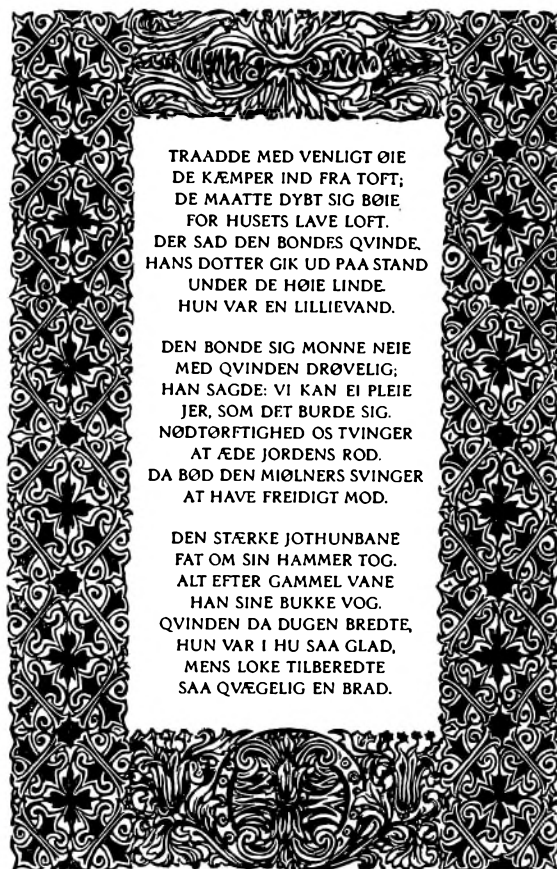 TRAADDE MED VENLIGT ØIE
DE KÆMPER IND FRA TOFT;
DE MAATTE DYBT SIG BØIE
FOR HUSETS LAVE LOFT.
DER SAD DEN BONDES QVINDE,
HANS DOTTER GIK UD PAA STAND
UNDER DE HØIE LINDE.
HUN VAR EN LILLIEVAND.

DEN BONDE SIG MONNE NEIE
MED QVINDEN DRØVELIG;
HAN SAGDE: VI KAN EI PLEIE
JER, SOM DET BURDE SIG.
NØDTØRFTIGHED OS TVINGER
AT ÆDE JORDENS ROD.
DA BØD DEN MIØLNERS SVINGER
AT HAVE FREIDIGT MOD.

DEN STÆRKE JOTHUNBANE
FAT OM SIN HAMMER TOG.
ALT EFTER GAMMEL VANE
HAN SINE BUKKE VOG.
QVINDEN DA DUGEN BREDTE,
HUN VAR I HU SAA GLAD,
MENS LOKE TILBEREDTE
SAA QVÆGELIG EN BRAD.